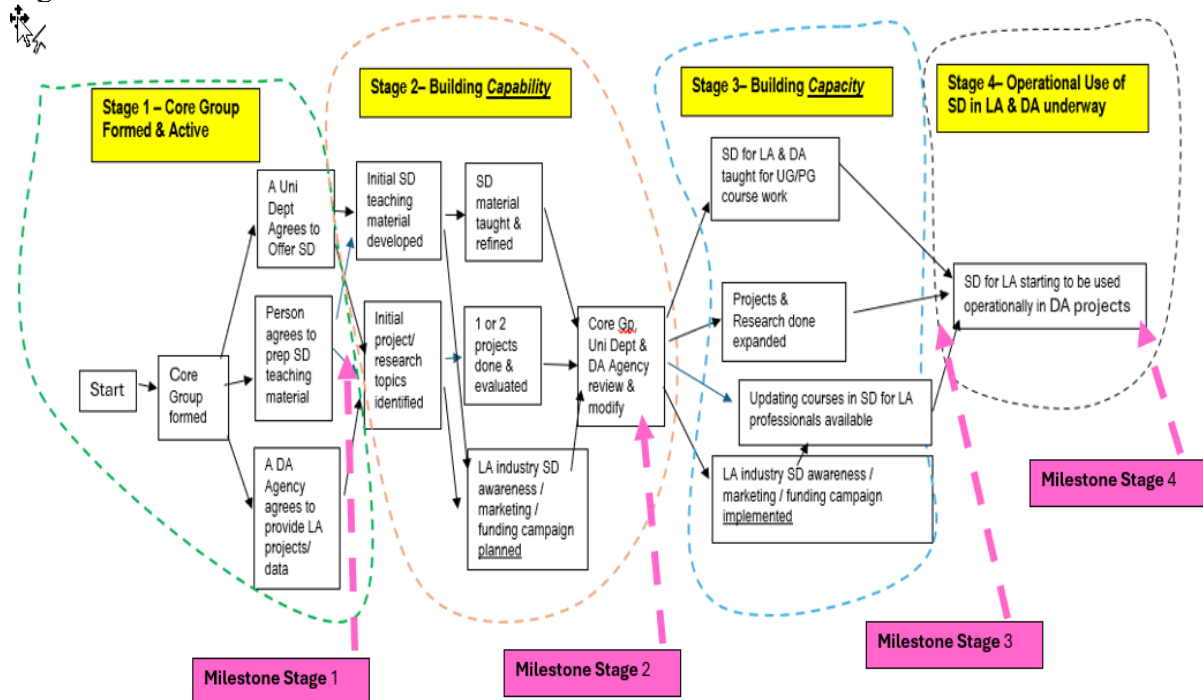 Stage 1 – Core Group
Formed & Active
Stage 2– Building Capability
Stage 3– Building Capacity
Stage 4– Operational Use of
SD in LA & DA underway
Start
Core
Group
formed
A Uni
Dept
Agrees to
Offer SD
Person
agrees to
prep SD
teaching
material
A DA
Agency
agrees to
provide LA
projects/
data
Initial SD
teaching
material
developed
Initial
project/
research
topics
identified
SD
material
taught &
refined
1 or 2
projects
done &
evaluated
LA industry SD
awareness /
marketing /
funding campaign
planned
Core Gp,
Uni Dept &
DA Agency
review &
modify
SD for LA & DA
taught for UG/PG
course work
Projects &
Research done
expanded
Updating courses in SD for LA
professionals available
LA industry SD awareness /
marketing / funding campaign
implemented
SD for LA starting to be used
operationally in DA projects
Milestone Stage 1
Milestone Stage 2
Milestone Stage 3
Milestone Stage 4